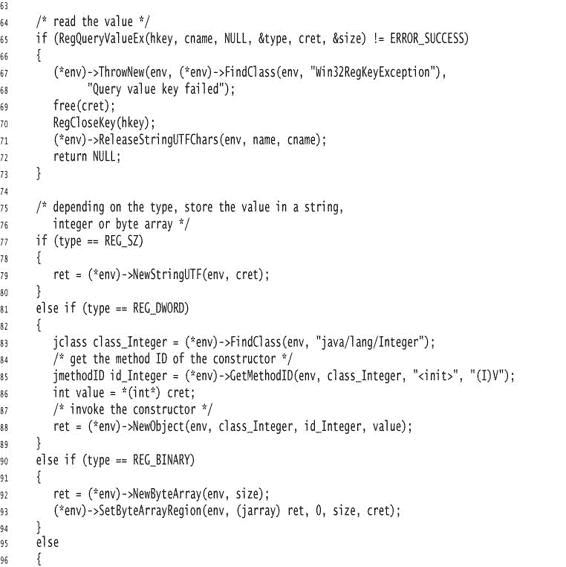 63
64 /* read the value */
65 if (RegQueryValueEx(hkey, cname, NULL, &type, cret, &size) != ERROR_SUCCESS)
66 {
67 (*env)->ThrowNew(env, (*env)->FindClass(env, "Win32RegKeyException"),
68 "Query value key failed");
69 free(cret);
70 RegCloseKey(hkey);
71 (*env)->ReleaseStringUTFChars(env, name, cname);
72 return NULL;
73 }
74
75 /* depending on the type, store the value in a string,
76 integer or byte array */
77 if (type == REG_SZ)
78 {
79 ret = (*env)->NewStringUTF(env, cret);
80 }
81 else if (type == REG_DWORD)
82 {
83 jclass class_Integer = (*env)->FindClass(env, "java/lang/Integer");
84 /* get the method ID of the constructor */
85 jmethodID id_Integer = (*env)->GetMethodID(env, class_Integer, "<init>", "(I)V");
86 int value = *(int*) cret;
87 /* invoke the constructor */
88 ret = (*env)->NewObject(env, class_Integer, id_Integer, value);
89 }
90 else if (type == REG_BINARY)
91 {
92 ret = (*env)->NewByteArray(env, size);
93 (*env)->SetByteArrayRegion(env, (jarray) ret, 0, size, cret);
94 }
95 else
96 {